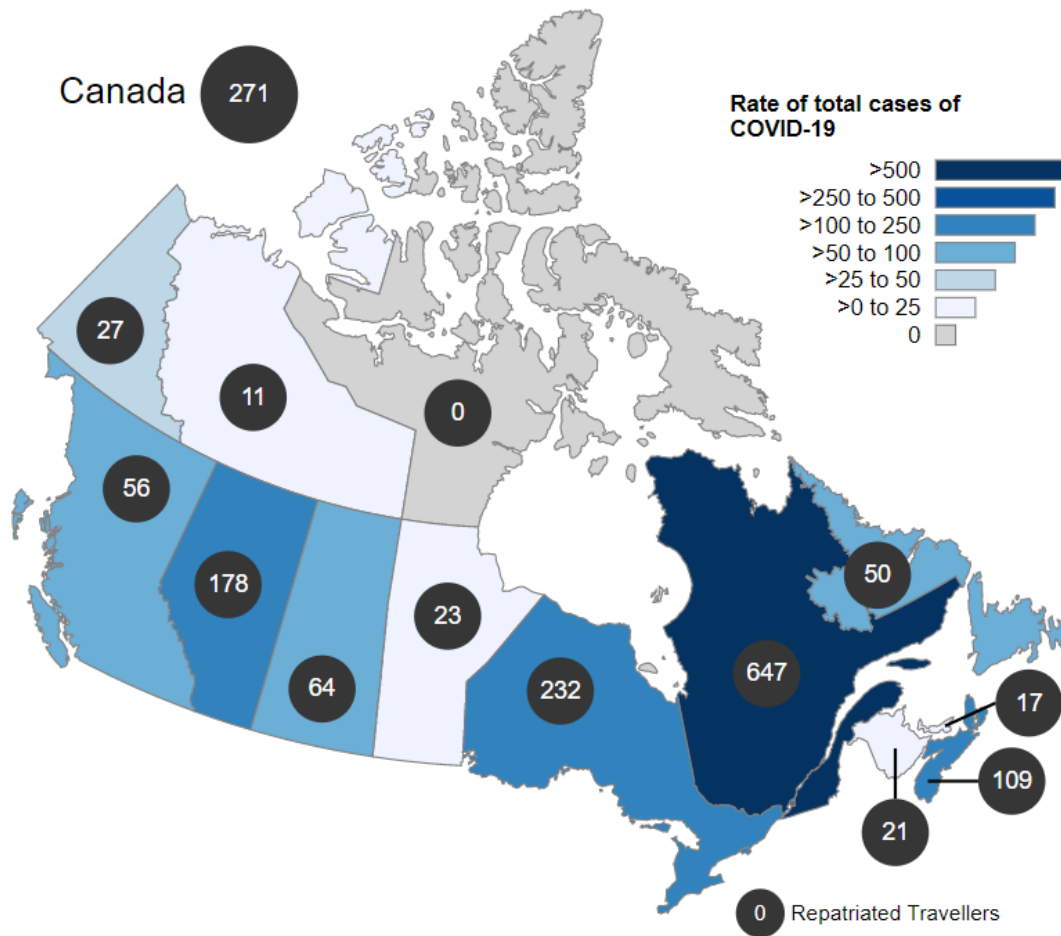 Canada 271
Rate of total cases of
COVID-19
>500
>250 to 500
>100 to 250
>50 to 100
>25 to 50
>0 to 25
0
27
11
0
56
178
64
23
232
647
50
17
109
21
0 Repatriated Travellers